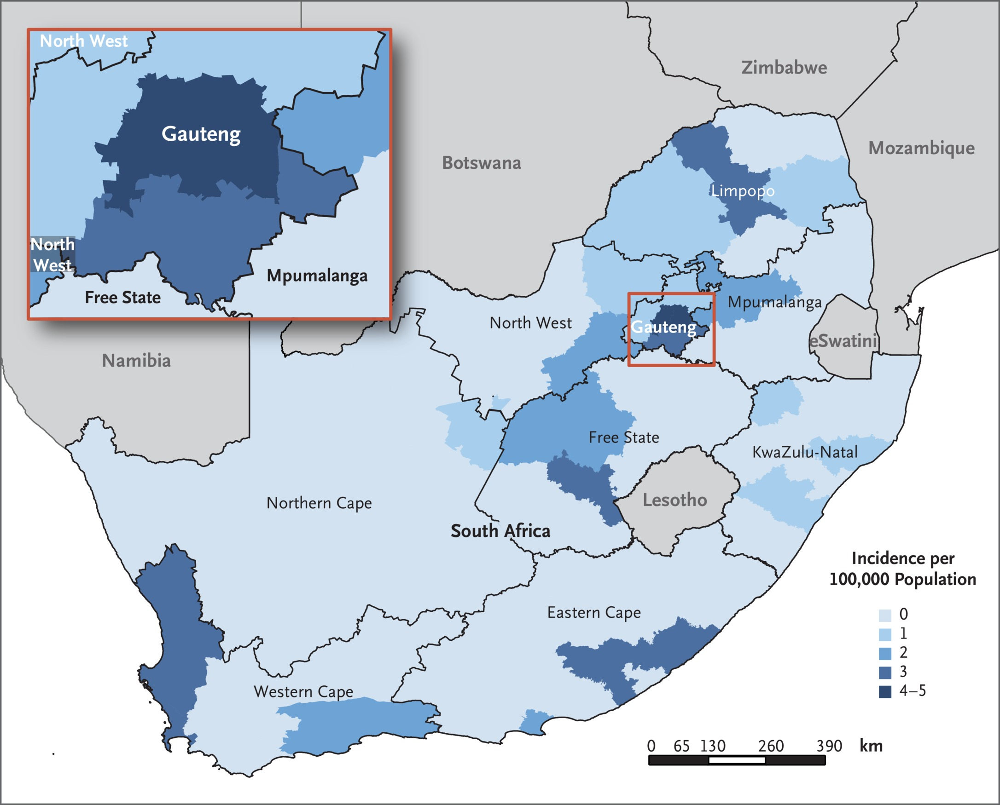 North West
Gauteng
North
West
Free State
Mpumalanga
Zimbabwe
Mozambique
Botswana
Limpopo
Mpumalanga
North West
Gauteng
eSwatini
Namibia
Free State
KwaZulu-Natal
Northern Cape
Lesotho
South Africa
Eastern Cape
Western Cape
Incidence per
100,000 Population
0
1
2
3
4–5
0 65 130 260 390 km